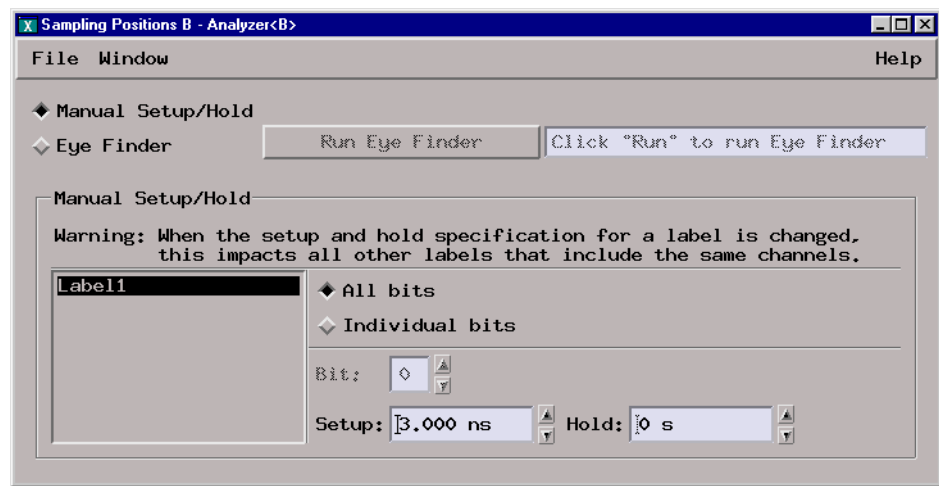 X Sampling Positions B - Analyzer<B>
File Window Help
Manual Setup/Hold
Eye Finder Run Eye Finder Click "Run" to run Eye Finder
Manual Setup/Hold
Warning: When the setup and hold specification for a label is changed,
this impacts all other labels that include the same channels.
Label1
All bits
Individual bits
Bit: 0
Setup: 3.000 ns Hold: 0 s